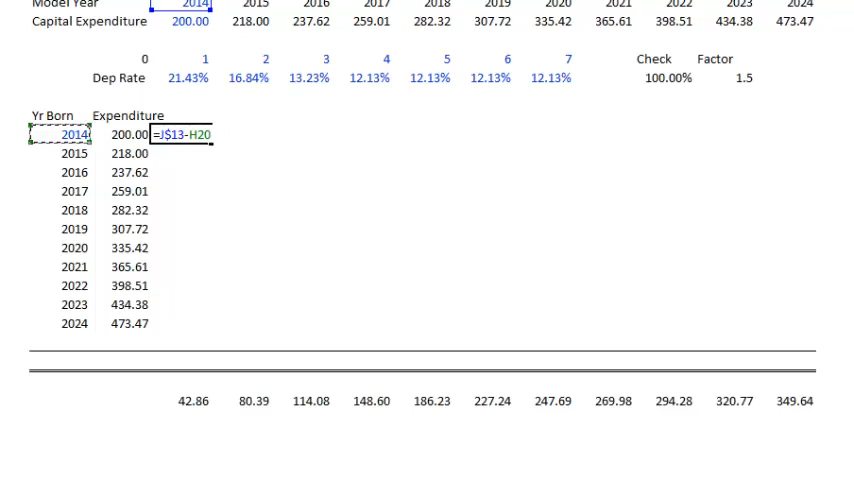 Model Year 2014 2015 2016 2017 2018 2019 2020 2021 2022 2023 2024
Capital Expenditure 200.00 218.00 237.62 259.01 282.32 307.72 335.42 365.61 398.51 434.38 473.47
0 1 2 3 4 5 6 7 Check Factor
Dep Rate 21.43% 16.84% 13.23% 12.13% 12.13% 12.13% 12.13% 100.00% 1.5
Yr Born Expenditure
2014 200.00 =J$13-H20
2015 218.00
2016 237.62
2017 259.01
2018 282.32
2019 307.72
2020 335.42
2021 365.61
2022 398.51
2023 434.38
2024 473.47
42.86 80.39 114.08 148.60 186.23 227.24 247.69 269.98 294.28 320.77 349.64